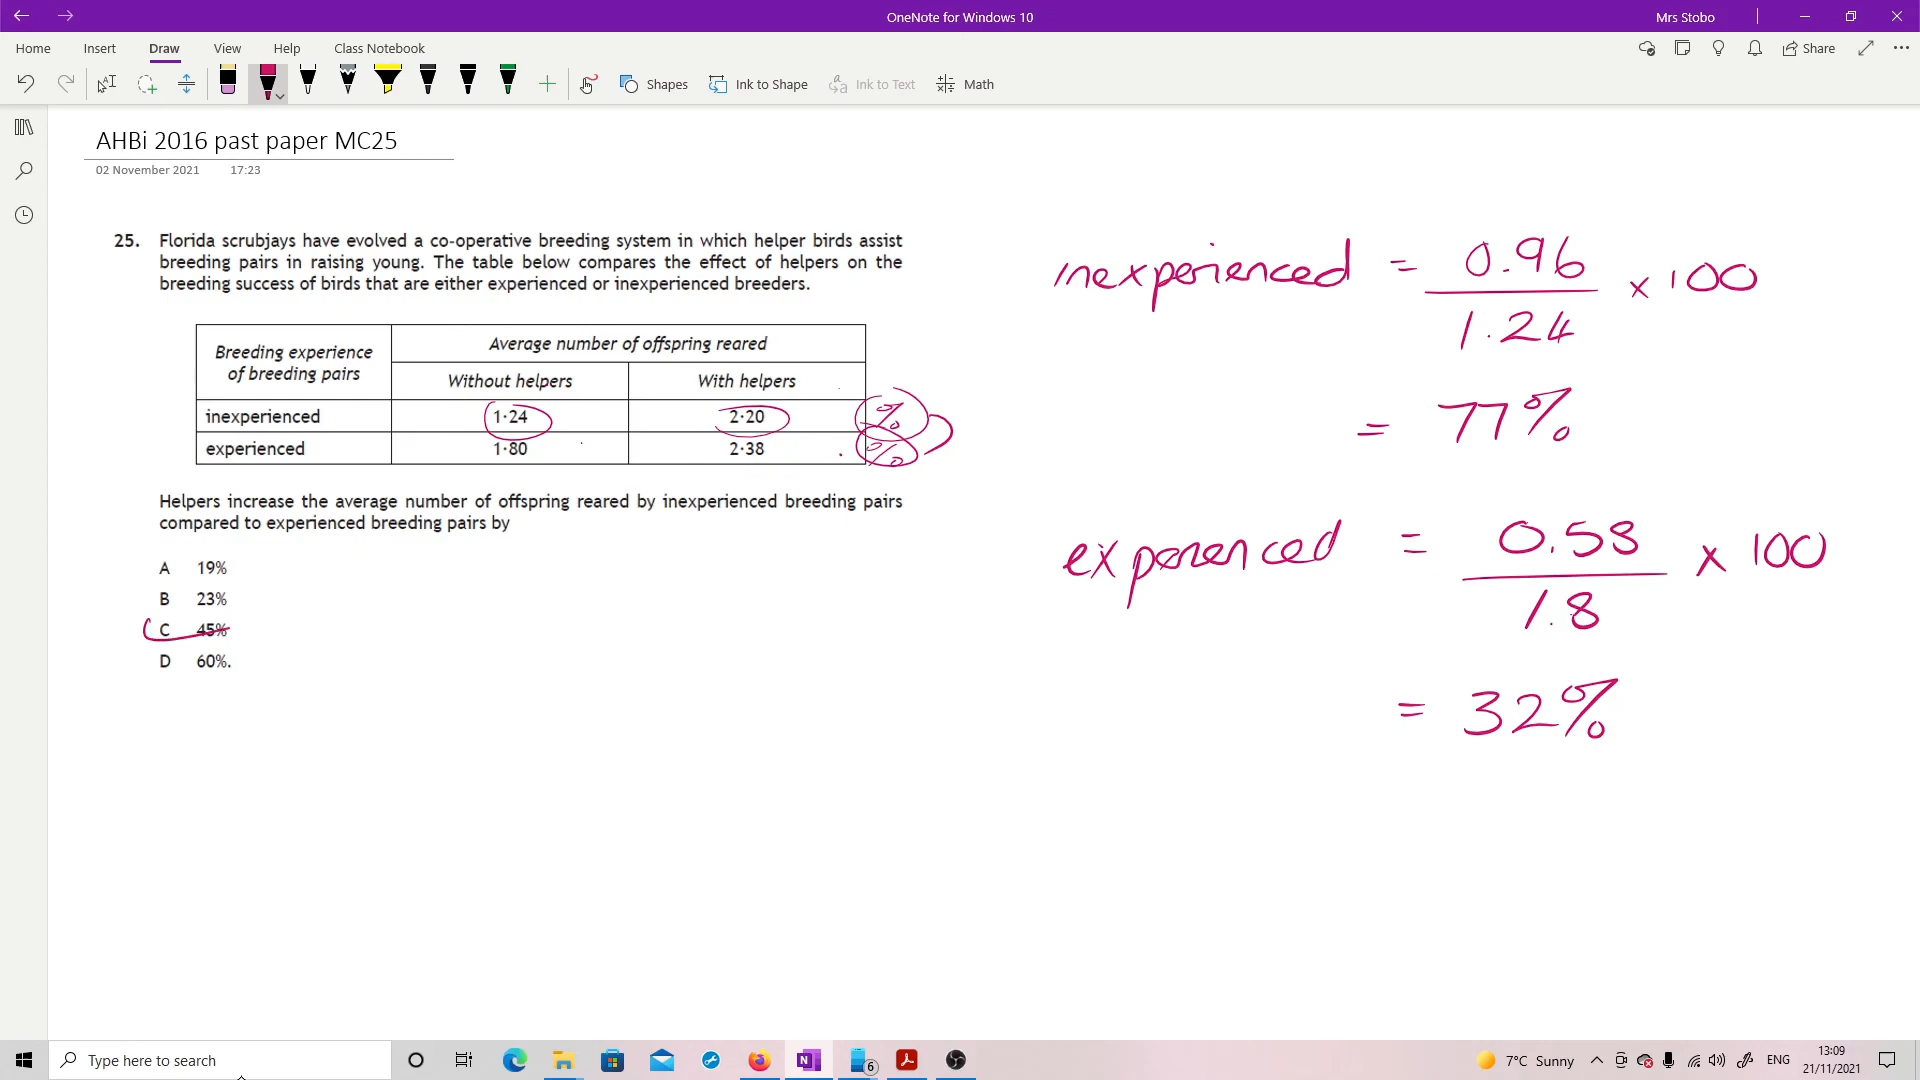 OneNote for Windows 10
Mrs Stobo
Home Insert Draw View Help Class Notebook
Share
Shapes Ink to Shape Ink to Text Math
AHBi 2016 past paper MC25
02 November 2021 17:23
25. Florida scrubjays have evolved a co-operative breeding system in which helper birds assist
breeding pairs in raising young. The table below compares the effect of helpers on the
breeding success of birds that are either experienced or inexperienced breeders.
Breeding experience
of breeding pairs
Average number of offspring reared
Without helpers With helpers
inexperienced 1·24 2·20 %
experienced 1·80 2·38 %
Helpers increase the average number of offspring reared by inexperienced breeding pairs
compared to experienced breeding pairs by
A 19%
B 23%
C 45%
D 60%.
inexperienced = 0.96
1.24
× 100
= 77%
experienced = 0.58
1.8
× 100
= 32%
Type here to search
6
7°C Sunny
ENG
13:09
21/11/2021